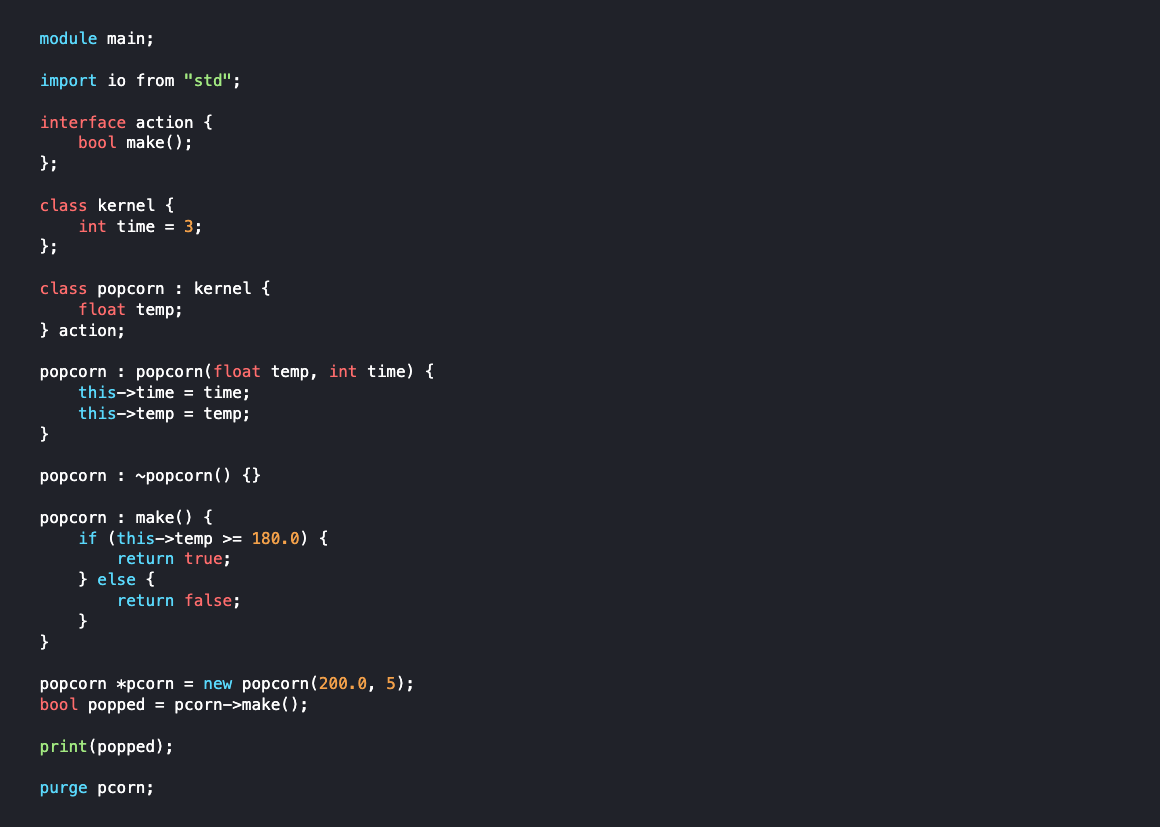 module main;
import io from "std";
interface action {
    bool make();
};
class kernel {
    int time = 3;
};
class popcorn : kernel {
    float temp;
} action;
popcorn : popcorn(float temp, int time) {
    this->time = time;
    this->temp = temp;
}
popcorn : ~popcorn() {}
popcorn : make() {
    if (this->temp >= 180.0) {
        return true;
    } else {
        return false;
    }
}
popcorn *pcorn = new popcorn(200.0, 5);
bool popped = pcorn->make();
print(popped);
purge pcorn;